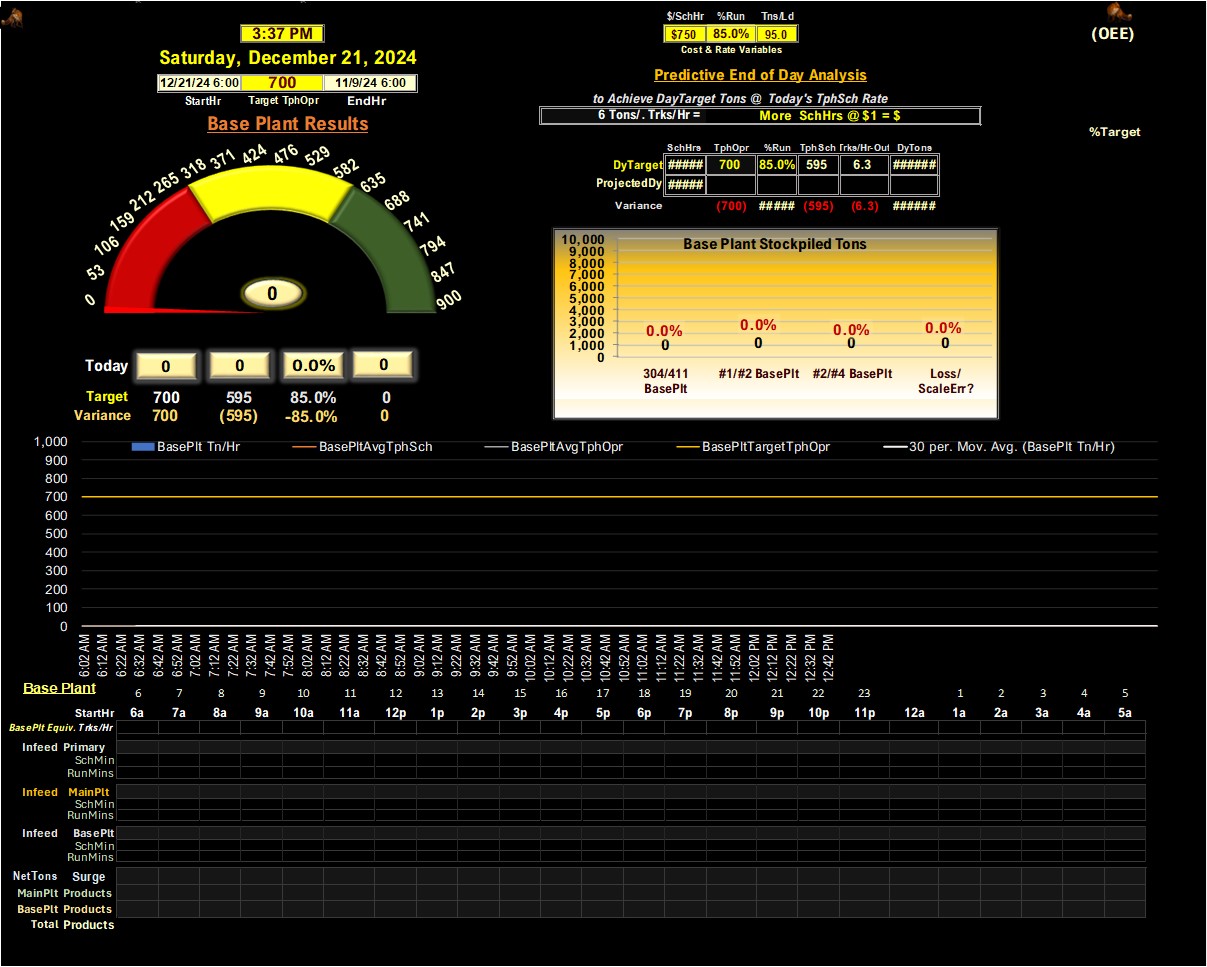 3:37 PM
Saturday, December 21, 2024
12/21/24 6:00 700 11/9/24 6:00
StartHr Target TphOpr EndHr
Base Plant Results
0 53 106 159 212 265 318 371 424 476 529 582 635 688 741 794 847 900
0
Today 0 0 0.0% 0
Target 700 595 85.0% 0
Variance 700 (595) -85.0% 0
$/SchHr %Run Tns/Ld
$750 85.0% 95.0
Cost & Rate Variables
(OEE)
Predictive End of Day Analysis
to Achieve DayTarget Tons @ Today's TphSch Rate
6 Tons/. Trks/Hr = More SchHrs @ $1 = $
%Target
SchHrs TphOpr %Run TphSch Trks/Hr-Out DyTons
DyTarget ##### 700 85.0% 595 6.3 ######
ProjectedDy #####
Variance (700) ##### (595) (6.3) ######
Base Plant Stockpiled Tons
10,000
9,000
8,000
7,000
6,000
5,000
4,000
3,000
2,000
1,000
0
0.0% 0.0% 0.0% 0.0%
0 0 0 0
304/411 BasePlt #1/#2 BasePlt #2/#4 BasePlt Loss/ ScaleErr?
BasePlt Tn/Hr BasePltAvgTphSch BasePltAvgTphOpr BasePltTargetTphOpr 30 per. Mov. Avg. (BasePlt Tn/Hr)
1,000
900
800
700
600
500
400
300
200
100
0
6:02 AM 6:12 AM 6:22 AM 6:32 AM 6:42 AM 6:52 AM 7:02 AM 7:12 AM 7:22 AM 7:32 AM 7:42 AM 7:52 AM 8:02 AM 8:12 AM 8:22 AM 8:32 AM 8:42 AM 8:52 AM 9:02 AM 9:12 AM 9:22 AM 9:32 AM 9:42 AM 9:52 AM 10:02 AM 10:12 AM 10:22 AM 10:32 AM 10:42 AM 10:52 AM 11:02 AM 11:12 AM 11:22 AM 11:32 AM 11:42 AM 11:52 AM 12:02 PM 12:12 PM 12:22 PM 12:32 PM 12:42 PM
Base Plant 6 7 8 9 10 11 12 13 14 15 16 17 18 19 20 21 22 23 1 2 3 4 5
StartHr 6a 7a 8a 9a 10a 11a 12p 1p 2p 3p 4p 5p 6p 7p 8p 9p 10p 11p 12a 1a 2a 3a 4a 5a
BasePlt Equiv. Trks/Hr
Infeed Primary
SchMin
RunMins
Infeed MainPlt
SchMin
RunMins
Infeed BasePlt
SchMin
RunMins
NetTons Surge
MainPlt Products
BasePlt Products
Total Products